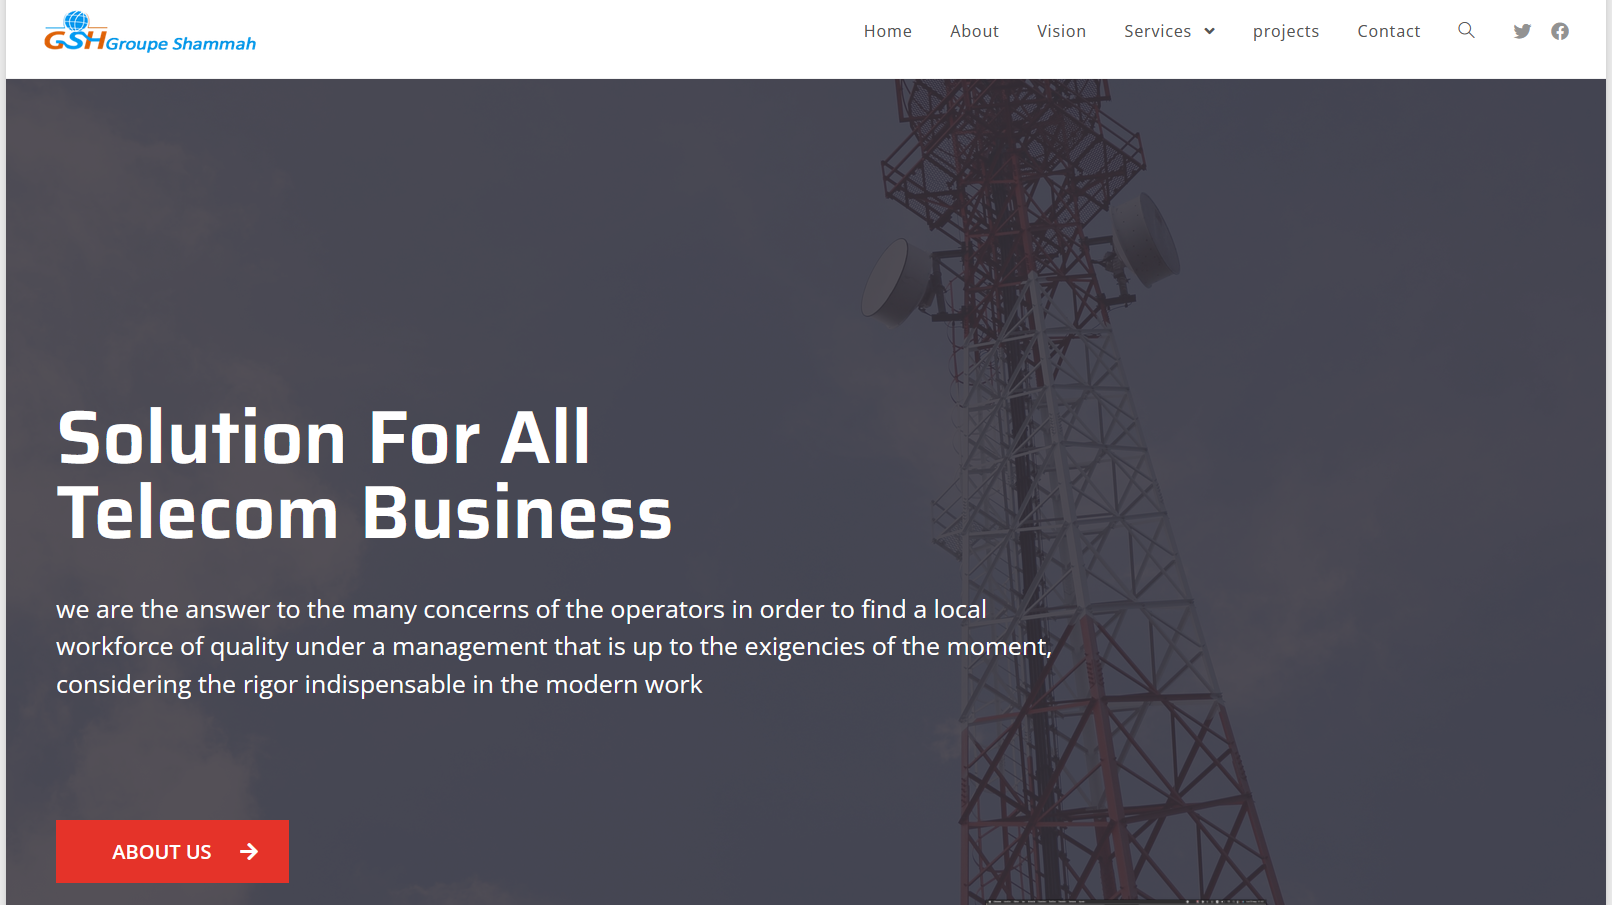 GSH Groupe Shammah
Home About Vision Services projects Contact
Solution For All
Telecom Business
we are the answer to the many concerns of the operators in order to find a local
workforce of quality under a management that is up to the exigencies of the moment,
considering the rigor indispensable in the modern work
ABOUT US